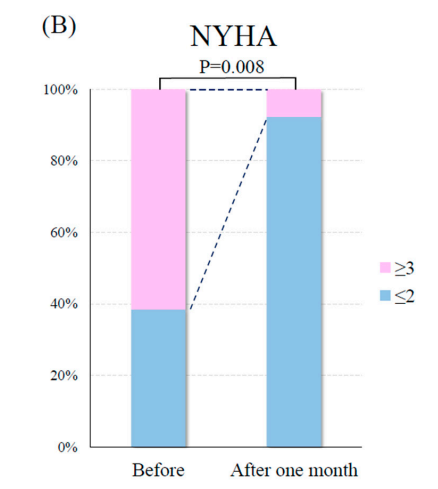 (B)
NYHA
P=0.008
100%
80%
60%
40%
20%
0%
≥3
≤2
Before
After one month